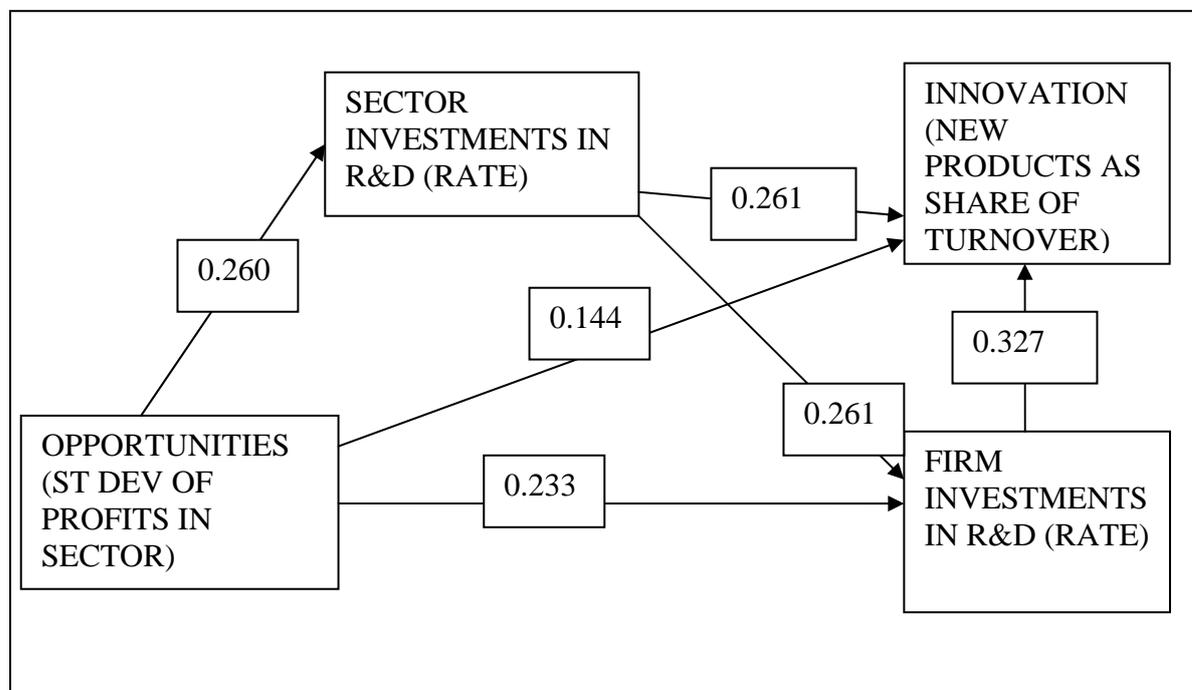 SECTOR
INVESTMENTS IN
R&D (RATE)
INNOVATION
(NEW
PRODUCTS AS
SHARE OF
TURNOVER)
0.261
0.260
0.144
0.327
0.261
OPPORTUNITIES
(ST DEV OF
PROFITS IN
SECTOR)
0.233
FIRM
INVESTMENTS
IN R&D (RATE)